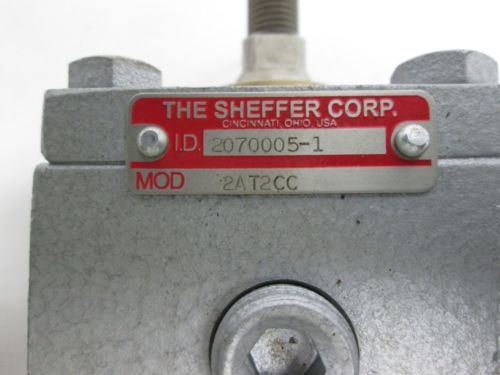 THE SHEFFER CORP.
CINCINNATI, OHIO, USA
I.D. 2070005-1
MOD 2AT2CC